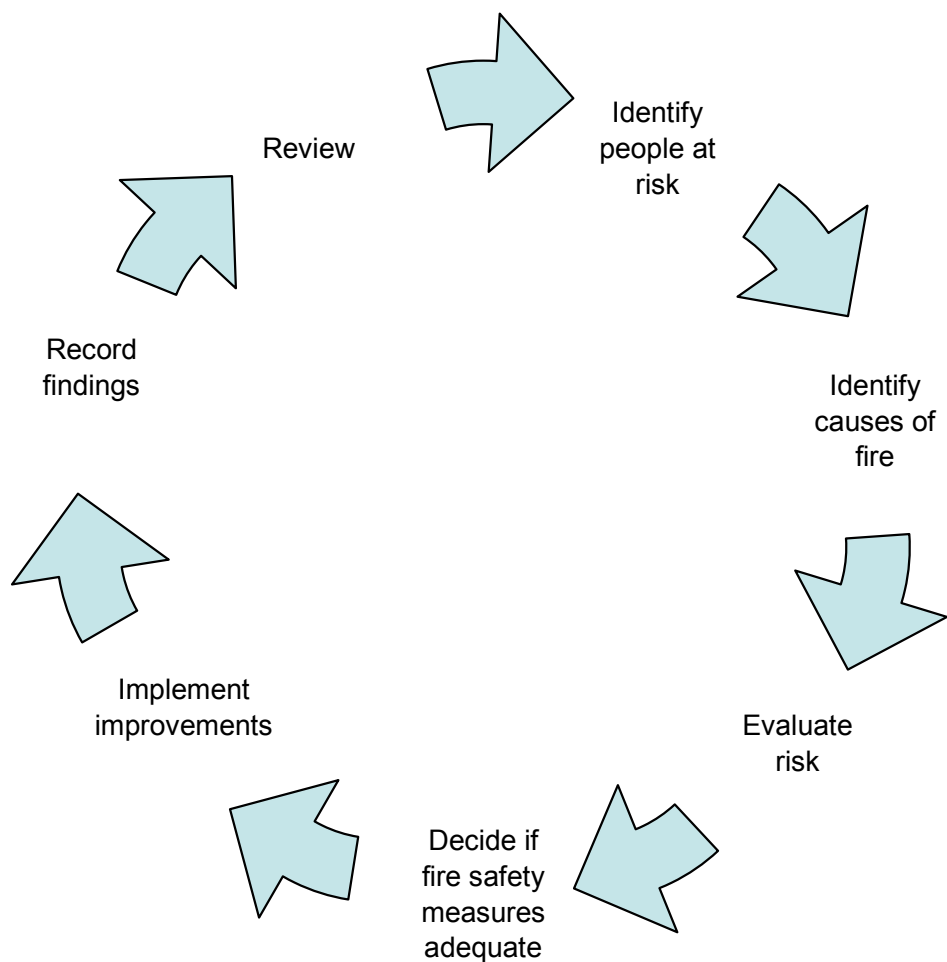 Identify
people at
risk
Identify
causes of
fire
Evaluate
risk
Decide if
fire safety
measures
adequate
Implement
improvements
Record
findings
Review